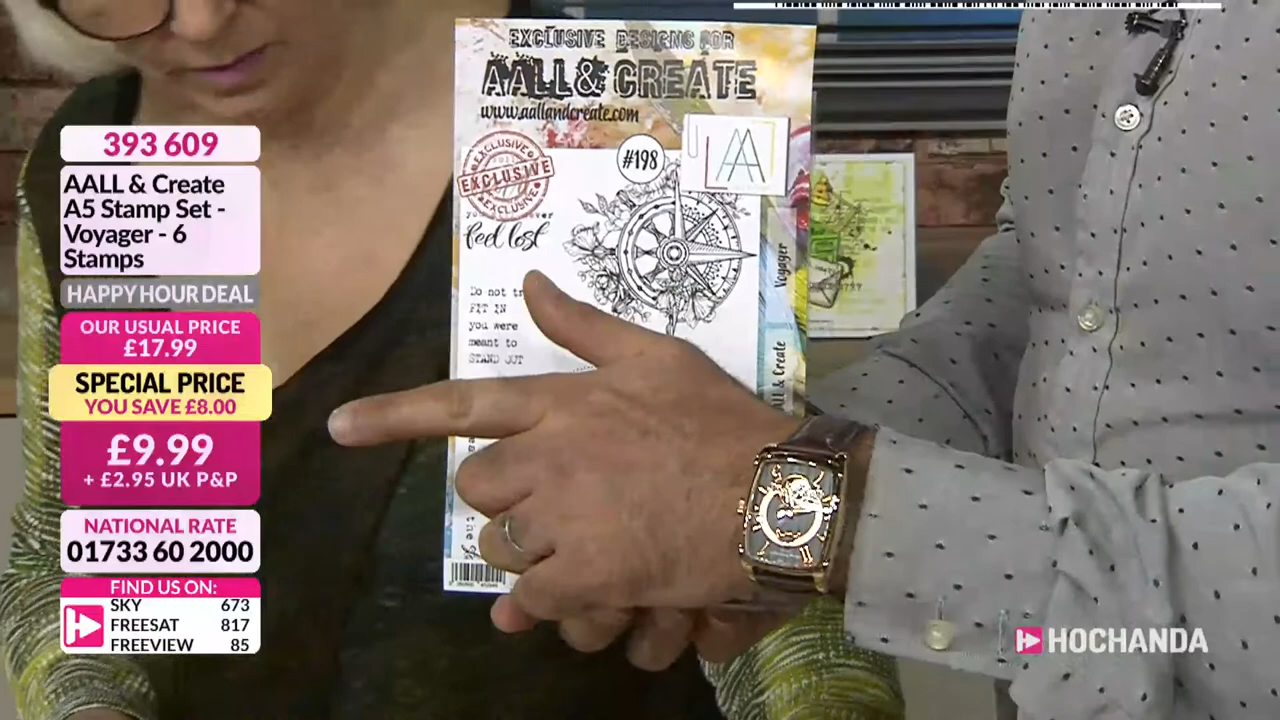 393 609
AALL & Create
A5 Stamp Set -
Voyager - 6
Stamps
HAPPY HOUR DEAL
OUR USUAL PRICE
£17.99
SPECIAL PRICE
YOU SAVE £8.00
£9.99
+ £2.95 UK P&P
NATIONAL RATE
01733 60 2000
FIND US ON:
SKY 673
FREESAT 817
FREEVIEW 85
EXCLUSIVE DESIGNS FOR
AALL & CREATE
www.aallandcreate.com
EXCLUSIVE
EXCLUSIVE
EXCLUSIVE
#198
feel lost
Do not
FIT IN
you were
meant to
STAND OUT
the
Voyager
& Create
HOCHANDA